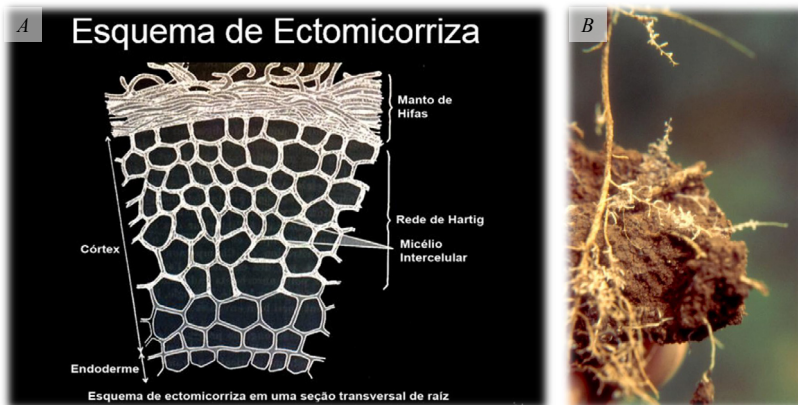 A
Esquema de Ectomicorriza
Manto de
Hifas
Rede de Hartig
Micélio
Intercelular
Córtex
Endoderme
Esquema de ectomicorriza em uma seção transversal de raíz
B